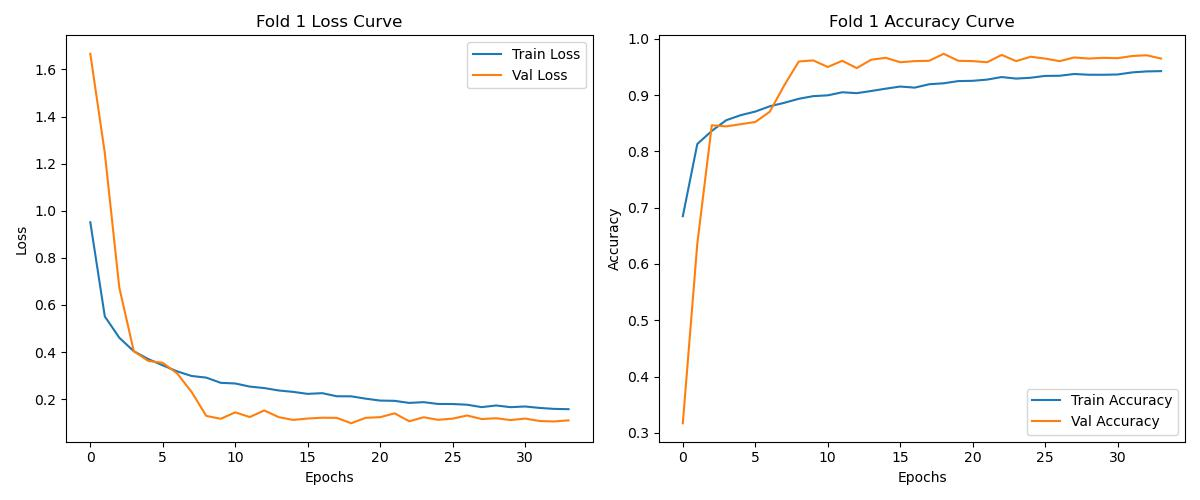 Fold 1 Loss Curve
Train Loss
Val Loss
1.6
1.4
1.2
1.0
0.8
0.6
0.4
0.2
Loss
0 5 10 15 20 25 30
Epochs
Fold 1 Accuracy Curve
1.0
0.9
0.8
0.7
0.6
0.5
0.4
0.3
Accuracy
Train Accuracy
Val Accuracy
0 5 10 15 20 25 30
Epochs